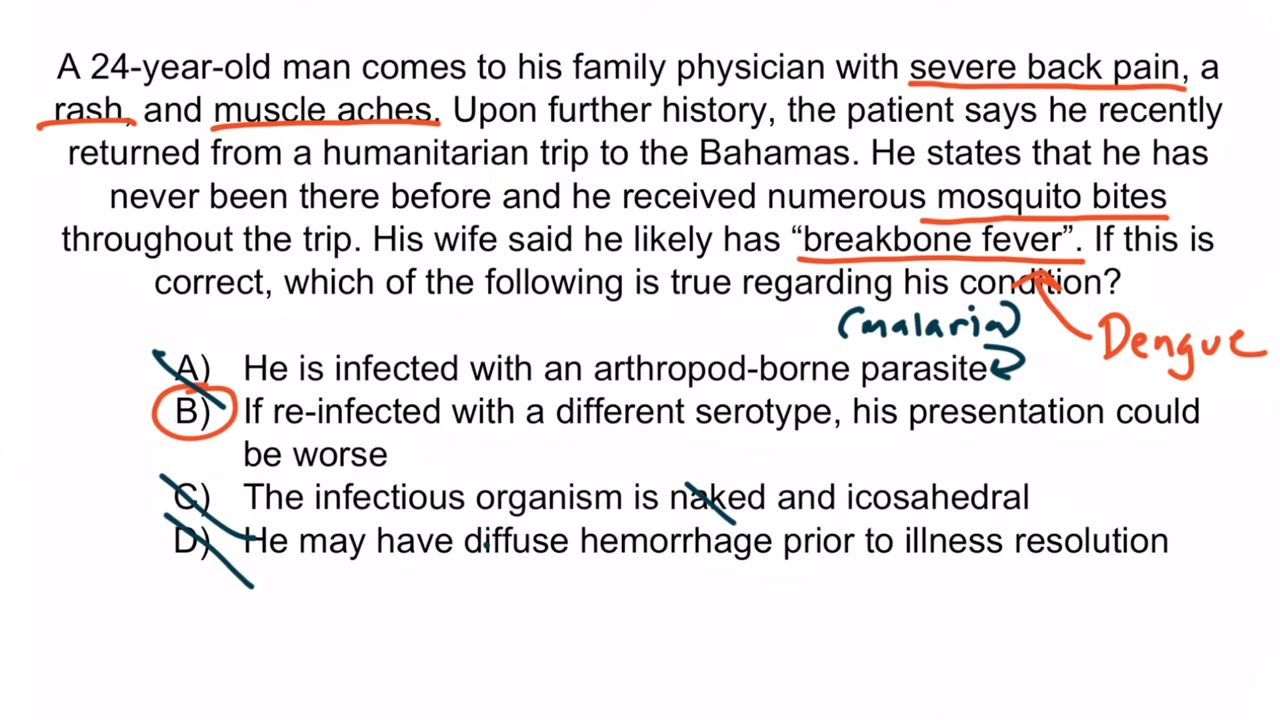 A 24-year-old man comes to his family physician with severe back pain, a
rash, and muscle aches. Upon further history, the patient says he recently
returned from a humanitarian trip to the Bahamas. He states that he has
never been there before and he received numerous mosquito bites
throughout the trip. His wife said he likely has “breakbone fever”. If this is
correct, which of the following is true regarding his condition?
(malaria)
Dengue
A) He is infected with an arthropod-borne parasite
B) If re-infected with a different serotype, his presentation could
be worse
C) The infectious organism is naked and icosahedral
D) He may have diffuse hemorrhage prior to illness resolution